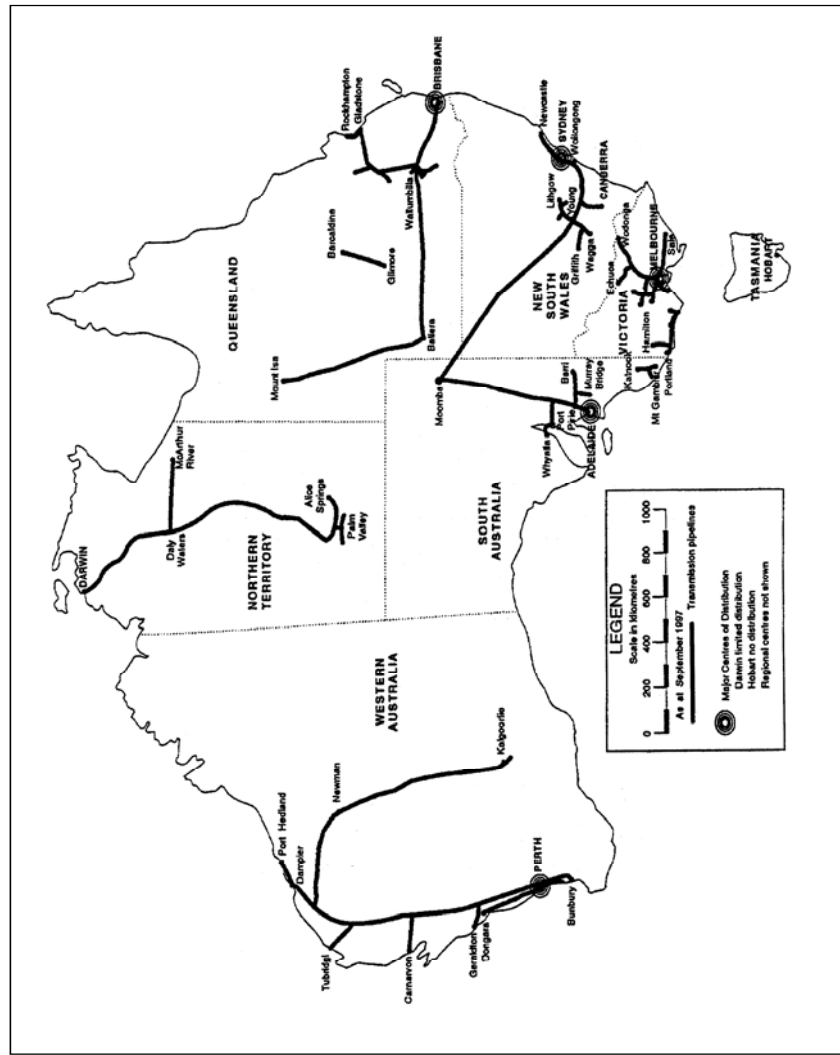 DARWIN
Daly
Waters
McArthur
River
NORTHERN
TERRITORY
Alice
Springs
Palm
Valley
QUEENSLAND
Mount Isa
Ballera
Barcaldine
Gilmore
Rockhampton
Gladstone
Wallumbilla
BRISBANE
Port Hedland
Dampier
Newman
Tubridgi
Carnarvon
Geraldton
Dongara
PERTH
Bunbury
Kalgoorlie
WESTERN
AUSTRALIA
SOUTH
AUSTRALIA
Moomba
Whyalla
Port
Pirie
Berri
Murray
Bridge
ADELAIDE
NEW
SOUTH
WALES
Newcastle
SYDNEY
Wollongong
Lithgow
Young
CANBERRA
Griffith
Wagga
Wodonga
Echuca
MELBOURNE
Sale
VICTORIA
Hamilton
Katnook
Mt Gambier
Portland
TASMANIA
HOBART
LEGEND
Scale in kilometres
0 200 400 600 800 1000
As at September 1997
Transmission pipelines
Major Centres of Distribution
Darwin limited distribution
Hobart no distribution
Regional centres not shown